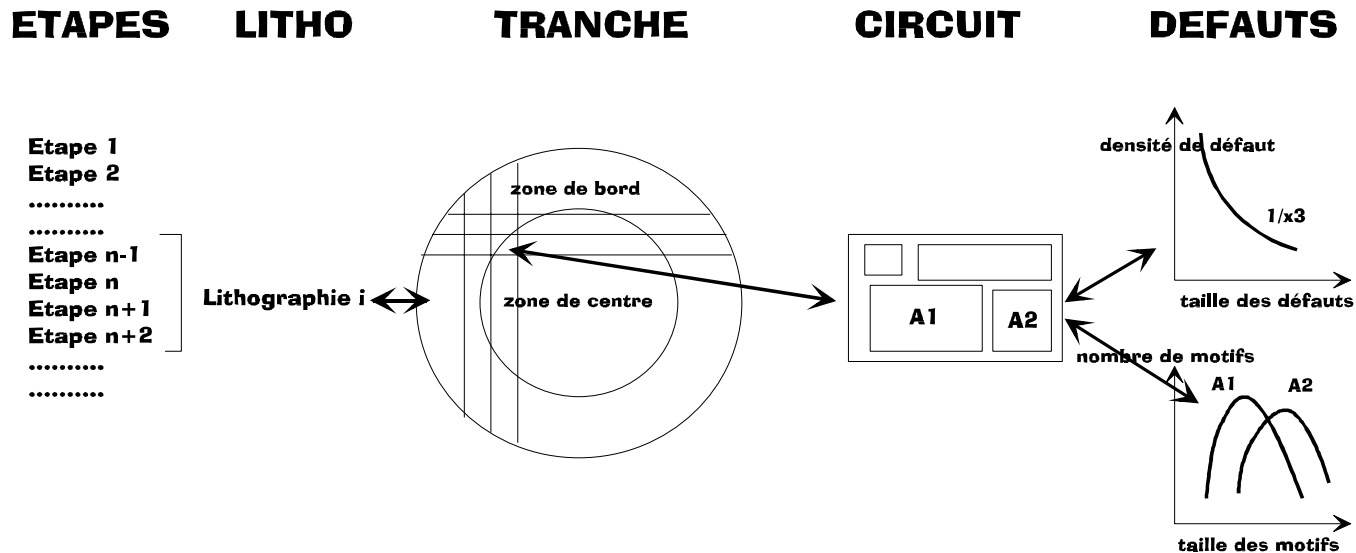 ETAPES LITHO TRANCHE CIRCUIT DEFAUTS
Etape 1
Etape 2
..........
..........
Etape n-1
Etape n
Etape n+1
Etape n+2
..........
..........
Lithographie i
zone de bord
zone de centre
A1
A2
densité de défaut
1/x3
taille des défauts
nombre de motifs
A1
A2
taille des motifs